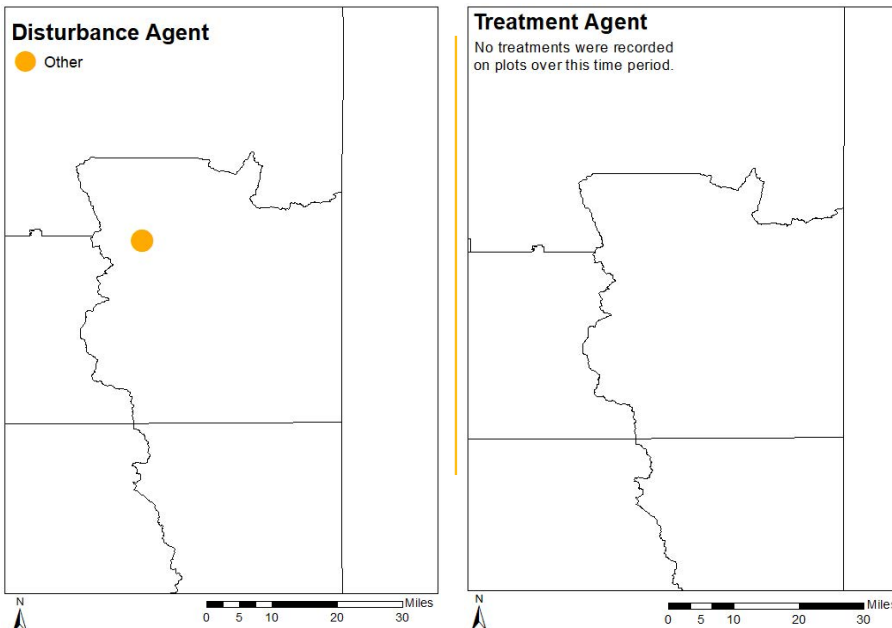 Disturbance Agent
Other
N
0 5 10 20 30
Miles
Treatment Agent
No treatments were recorded
on plots over this time period.
N
0 5 10 20 30
Miles